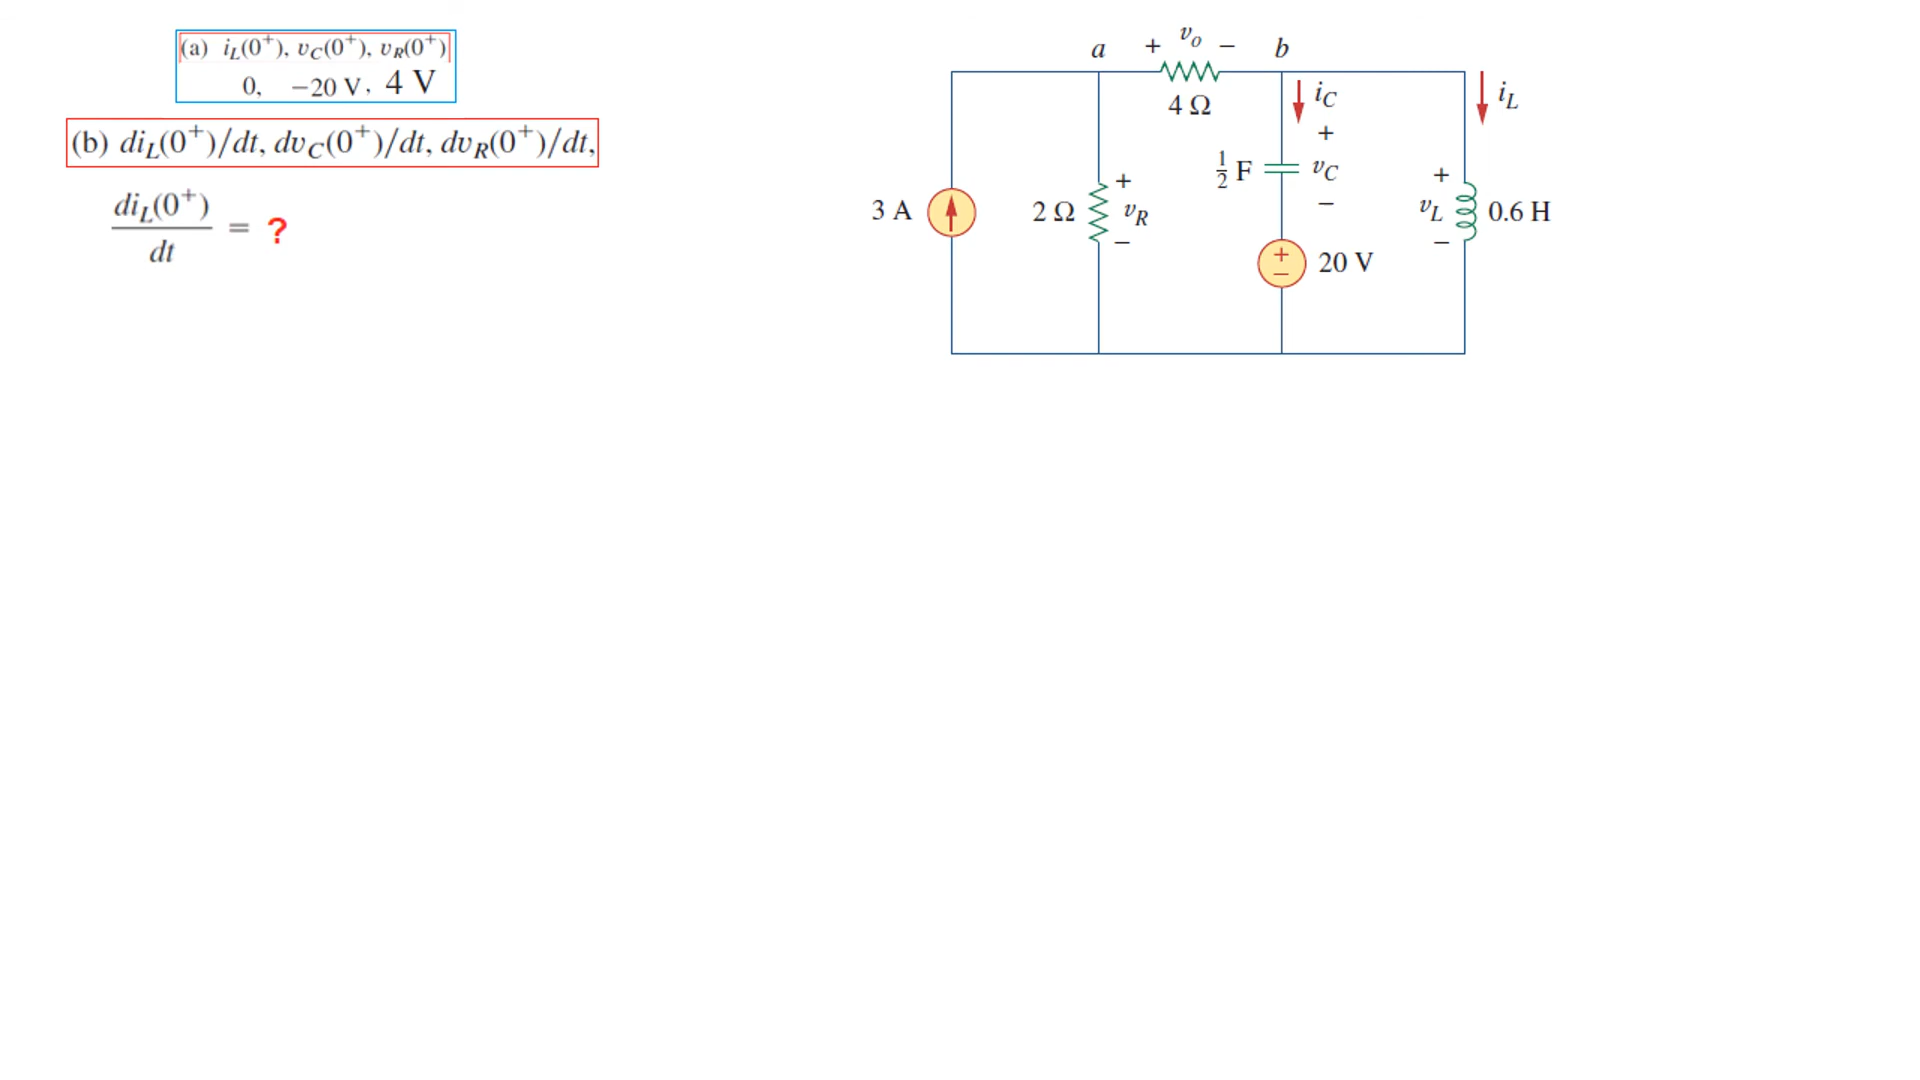 (a) i_L(0⁺), v_C(0⁺), v_R(0⁺)
0, −20 V, 4 V
(b) di_L(0⁺)/dt, dv_C(0⁺)/dt, dv_R(0⁺)/dt,
di_L(0⁺)
dt
= ?
a + v_o − b
4 Ω
i_C
i_L
+
1/2 F
v_C
−
3 A
2 Ω
+
v_R
−
+
v_L
−
0.6 H
+
−
20 V